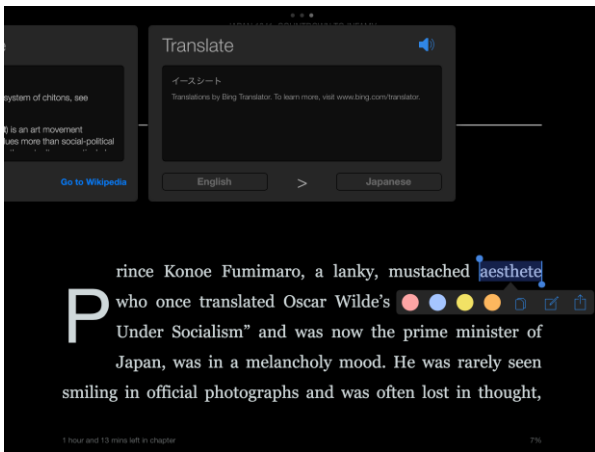 Translate
イースシート
Translations by Bing Translator. To learn more, visit www.bing.com/translator.
English > Japanese
system of chitons, see
) is an art movement
lues more than social-political
Go to Wikipedia
Prince Konoe Fumimaro, a lanky, mustached aesthete
who once translated Oscar Wilde's
Under Socialism” and was now the prime minister of
Japan, was in a melancholy mood. He was rarely seen
smiling in official photographs and was often lost in thought,
1 hour and 13 mins left in chapter
7%